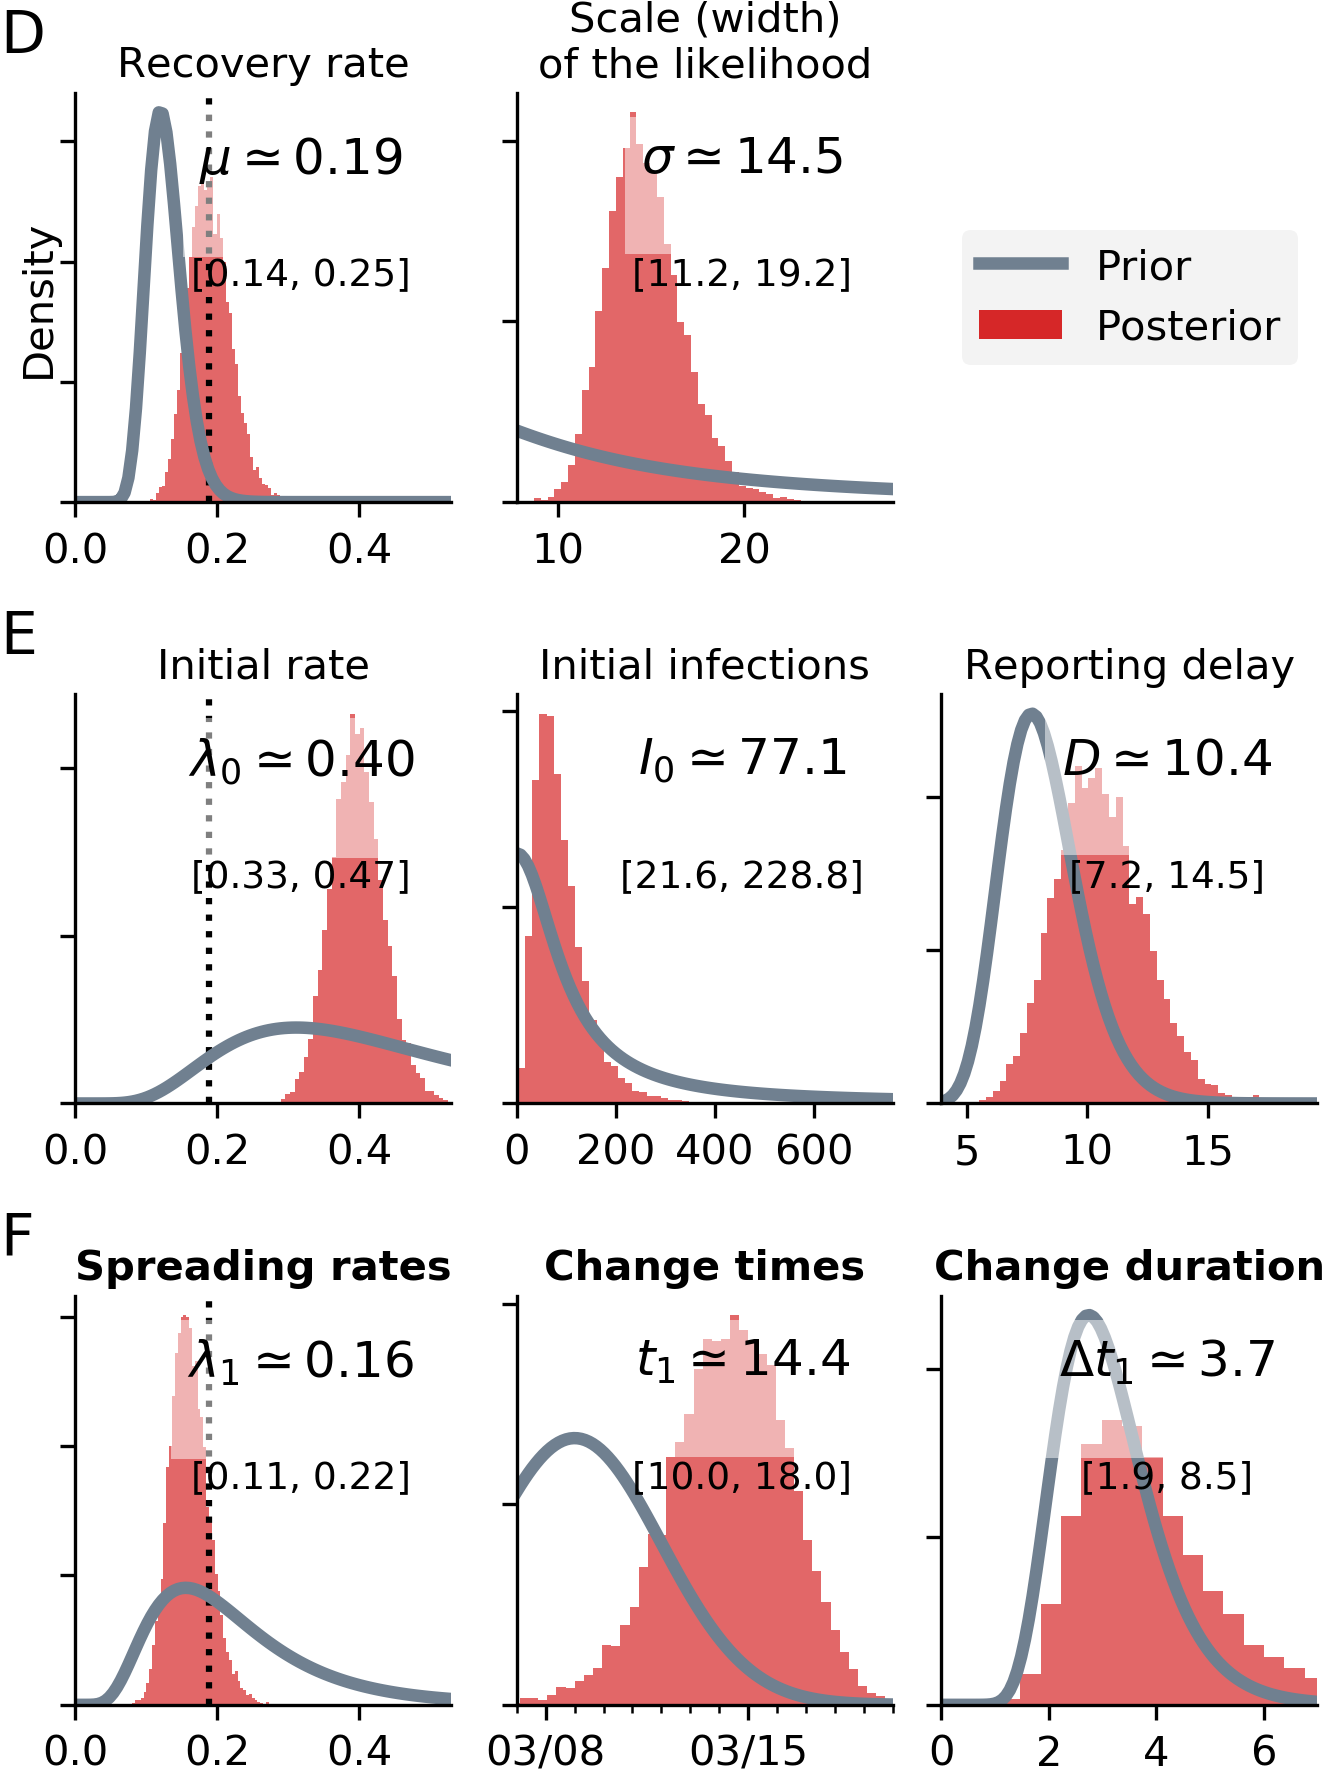 D
Recovery rate
Scale (width)
of the likelihood
μ ≃ 0.19
[0.14, 0.25]
σ ≃ 14.5
[11.2, 19.2]
Prior
Posterior
Density
0.0 0.2 0.4
10 20
E
Initial rate
Initial infections
Reporting delay
λ₀ ≃ 0.40
[0.33, 0.47]
I₀ ≃ 77.1
[21.6, 228.8]
D ≃ 10.4
[7.2, 14.5]
0.0 0.2 0.4
0 200 400 600
5 10 15
F
Spreading rates
Change times
Change duration
λ₁ ≃ 0.16
[0.11, 0.22]
t₁ ≃ 14.4
[10.0, 18.0]
Δt₁ ≃ 3.7
[1.9, 8.5]
0.0 0.2 0.4
03/08 03/15
0 2 4 6